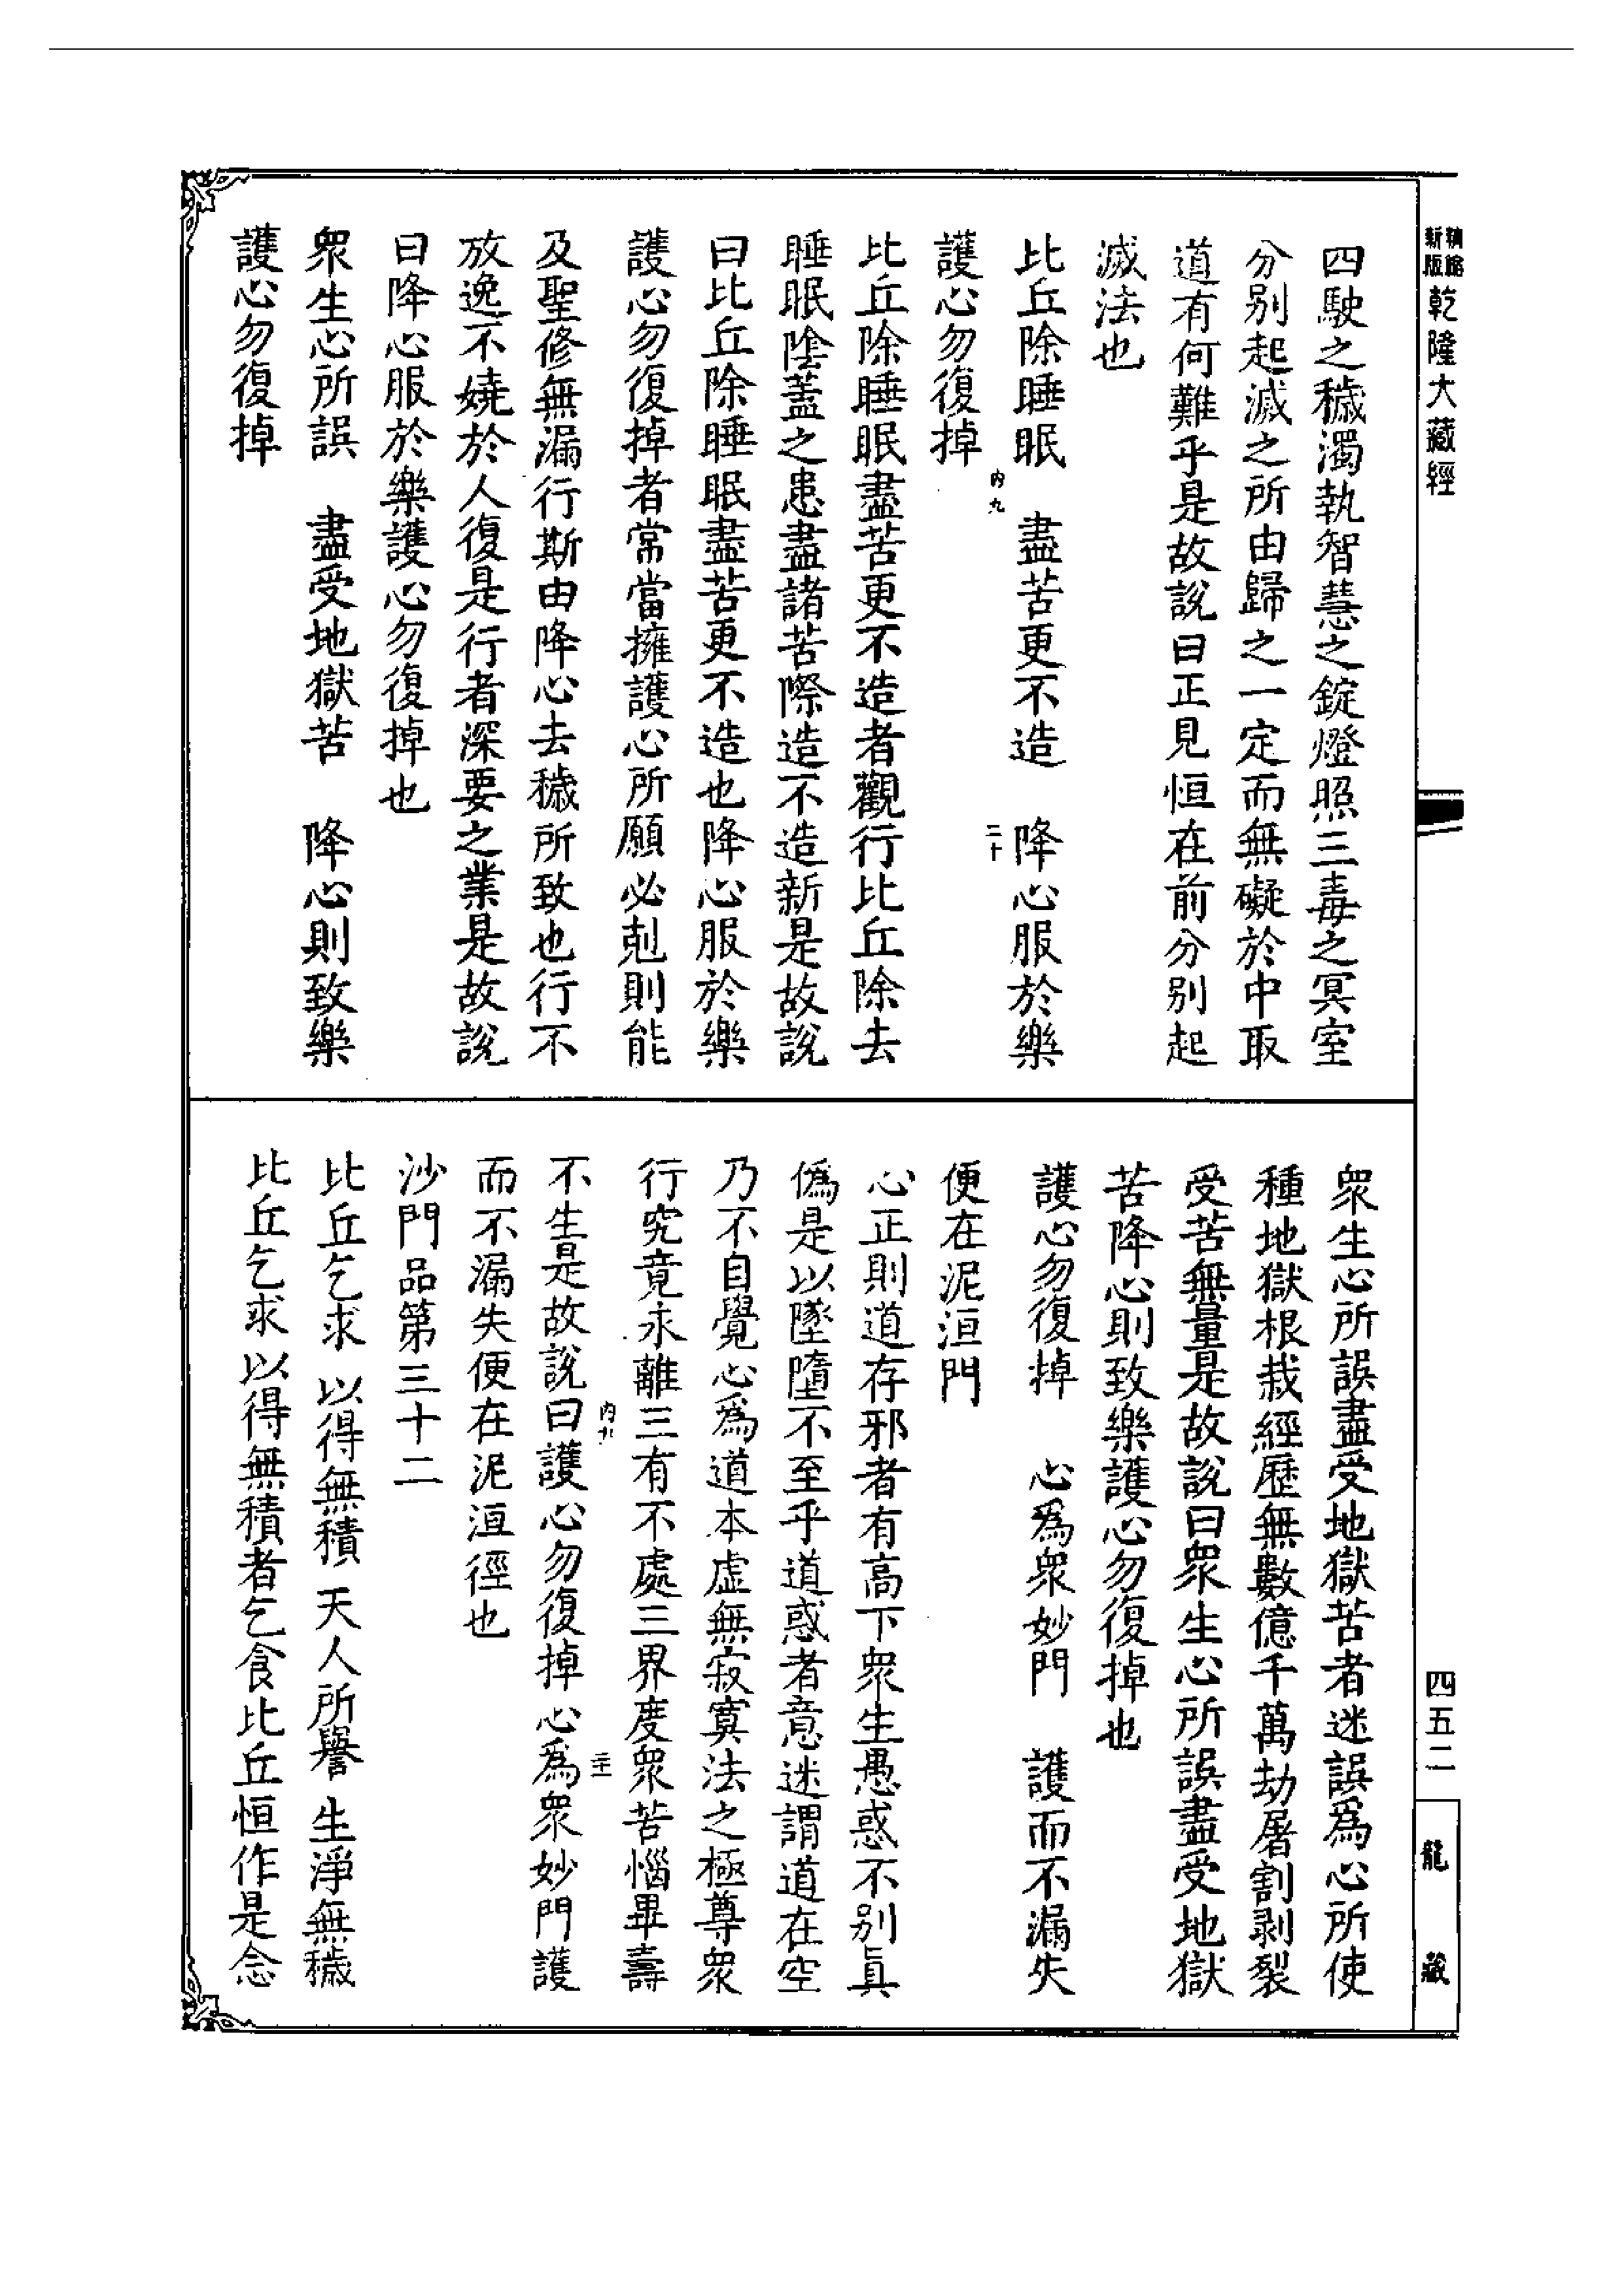 精縮
新版
乾隆大藏經
四駛之穢濁執智慧之錠燈照三毒之冥室
分别起滅之所由歸之一定而無礙於中取
道有何難乎是故說曰正見恒在前分别起
滅法也
比丘除睡眠　盡苦更不造　降心服於樂
内九
二十
護心勿復掉
比丘除睡眠盡苦更不造者觀行比丘除去
睡眠陰蓋之患盡諸苦際造不造新是故說
曰比丘除睡眠盡苦更不造也降心服於樂
護心勿復掉者常當擁護心所願必剋則能
及聖修無漏行斯由降心去穢所致也行不
放逸不嬈於人復是行者深要之業是故說
曰降心服於樂護心勿復掉也
衆生心所誤　盡受地獄苦　降心則致樂
護心勿復掉
衆生心所誤盡受地獄苦者迷誤爲心所使
種地獄根栽經歷無數億千萬劫屠割剥裂
受苦無量是故說曰衆生心所誤盡受地獄
苦降心則致樂護心勿復掉也
護心勿復掉　心爲衆妙門　護而不漏失
便在泥洹門
心正則道存邪者有高下衆生愚惑不别眞
僞是以墜墮不至乎道惑者意迷謂道在空
乃不自覺心爲道本虛無寂寞法之極尊衆
行究竟永離三有不處三界度衆苦惱畢壽
内九
二十一
不生是故說曰護心勿復掉心爲衆妙門護
而不漏失便在泥洹徑也
沙門品第三十二
比丘乞求　以得無積　天人所譽　生淨無穢
比丘乞求以得無積者乞食比丘恒作是念
四五二
龍藏